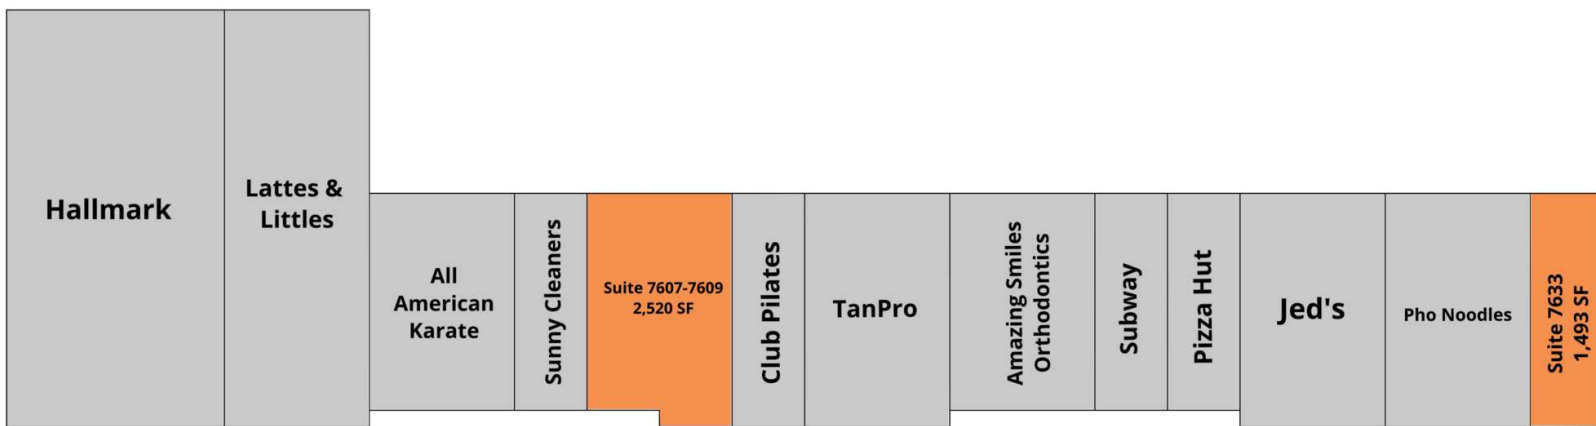 Hallmark
Lattes &
Littles
All
American
Karate
Sunny Cleaners
Suite 7607-7609
2,520 SF
Club Pilates
TanPro
Amazing Smiles
Orthodontics
Subway
Pizza Hut
Jed's
Pho Noodles
Suite 7633
1,493 SF